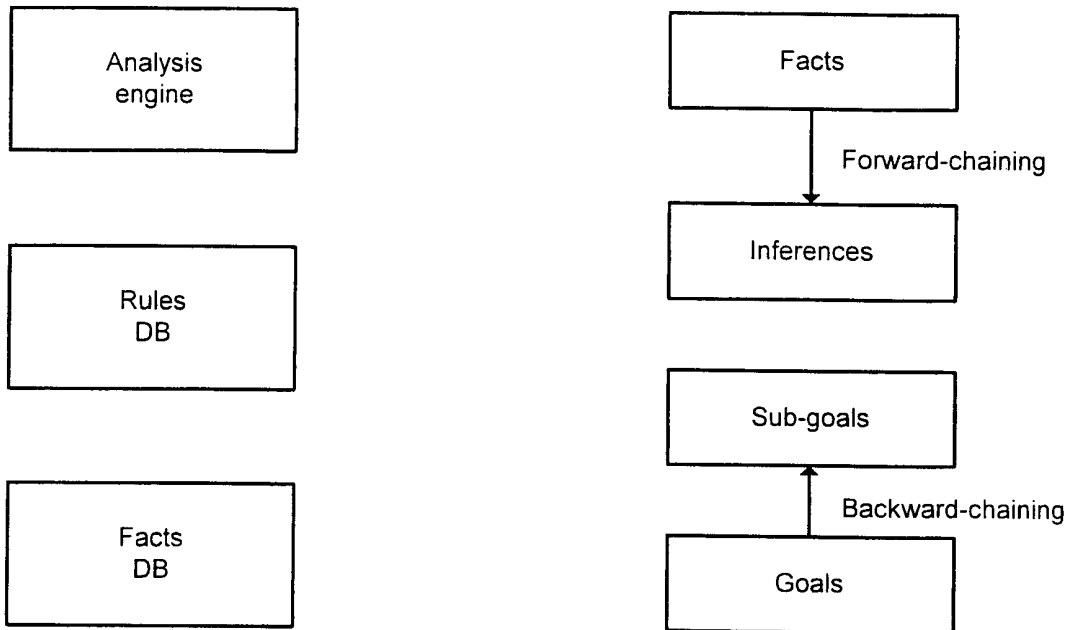 Analysis
engine
Rules
DB
Facts
DB
Facts
Forward-chaining
Inferences
Sub-goals
Backward-chaining
Goals